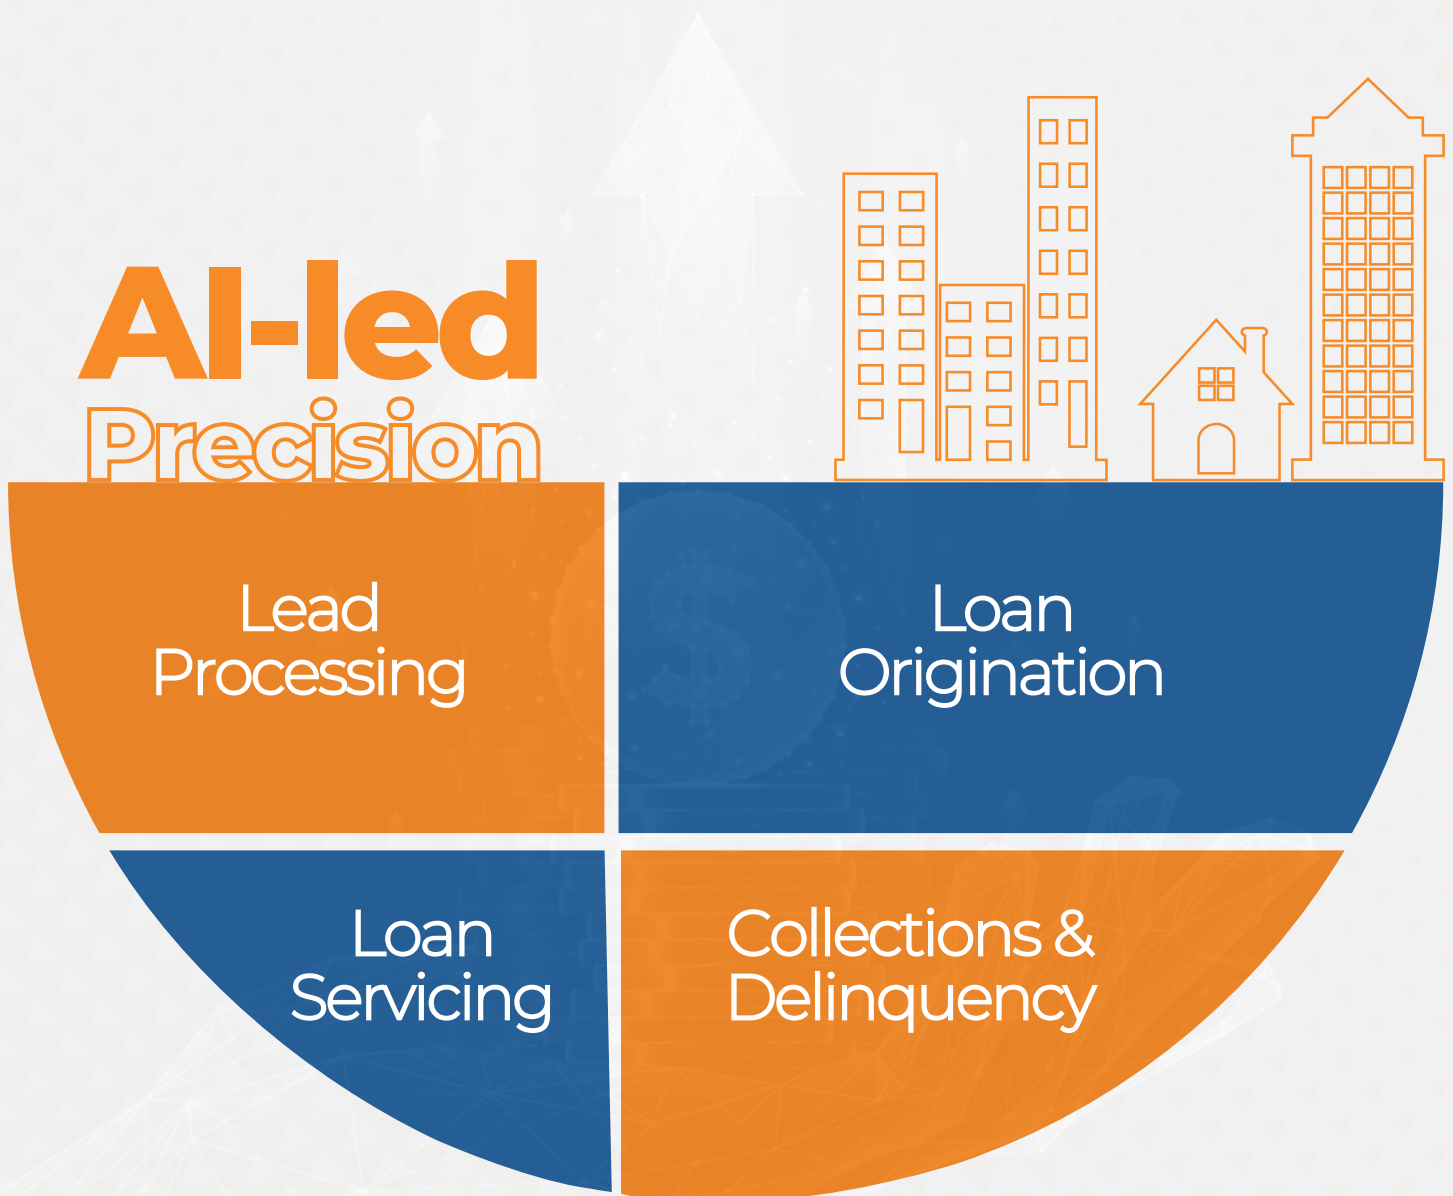 AI-led
Precision
Lead
Processing
Loan
Origination
Loan
Servicing
Collections &
Delinquency